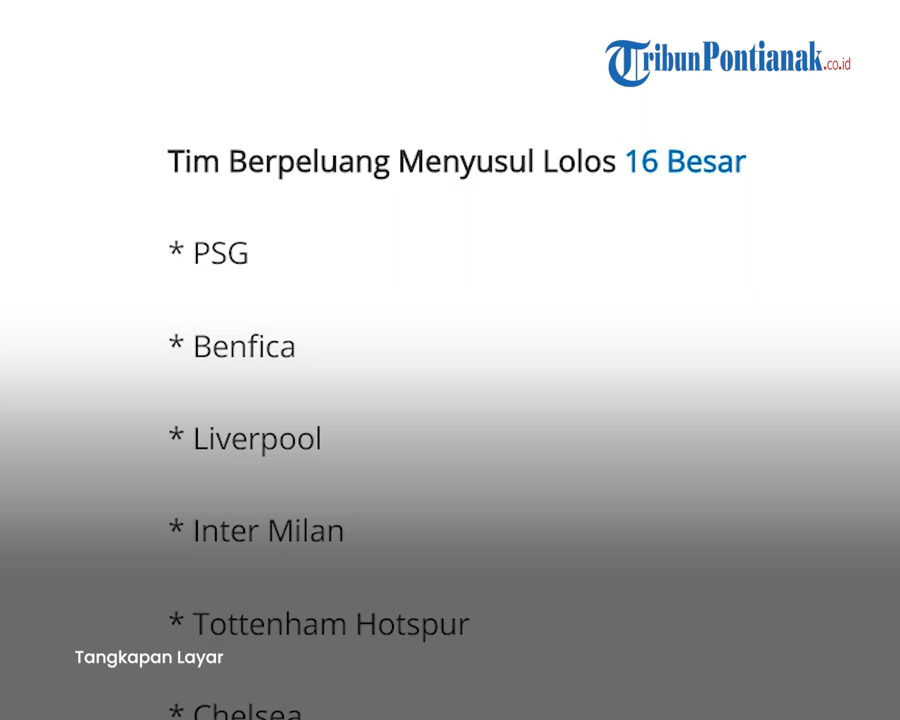 TribunPontianak.co.id
Tim Berpeluang Menyusul Lolos 16 Besar
* PSG
* Benfica
* Liverpool
* Inter Milan
* Tottenham Hotspur
Tangkapan Layar
* Chelsea